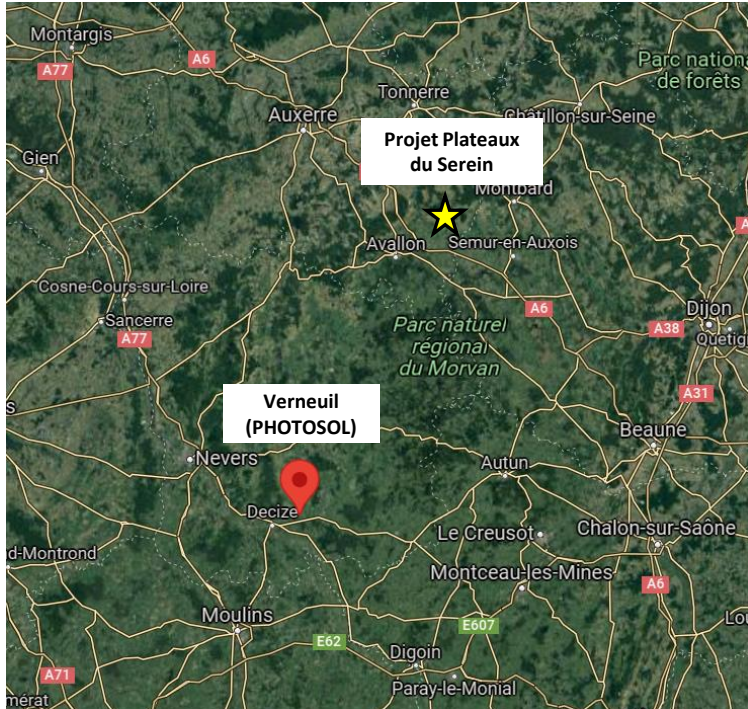 Montargis
A6
A77
Parc nation
de forêts
Tonnerre
Châtillon-sur-Seine
Auxerre
Projet Plateaux
du Serein
Gien
Montbard
Avallon
Semur-en-Auxois
A
Cosne-Cours-sur-Loire
A6
Dijon
Sancerre
A38
Quetig
A77
Parc naturel
régional
du Morvan
A31
s
Verneuil
(PHOTOSOL)
Beaune
Nevers
Autun
Decize
Le Creusot
Chalon-sur-Saône
d-Montrond
Montceau-les-Mines
A6
Moulins
Lou
E607
E62
Digoin
A71
Paray-le-Monial
mérat